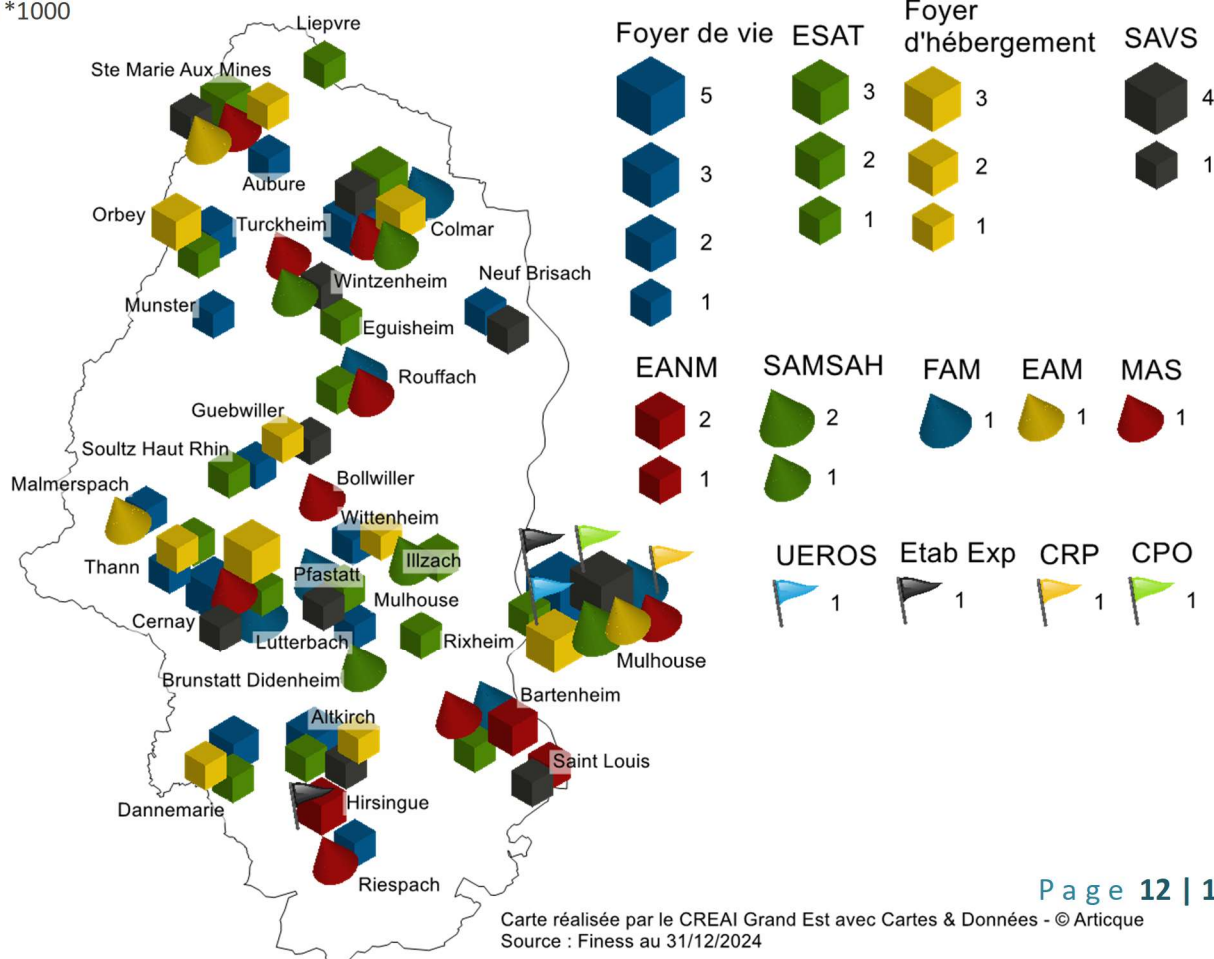 *1000
Liepvre
Ste Marie Aux Mines
Aubure
Orbey
Turckheim
Colmar
Wintzenheim
Neuf Brisach
Munster
Eguisheim
Rouffach
Guebwiller
Soultz Haut Rhin
Malmerspach
Bollwiller
Wittenheim
Illzach
Thann
Pfastatt
Mulhouse
Cernay
Lutterbach
Rixheim
Mulhouse
Brunstatt Didenheim
Bartenheim
Altkirch
Saint Louis
Dannemarie
Hirsingue
Riespach
Foyer de vie
5
3
2
1
ESAT
3
2
1
Foyer
d'hébergement
3
2
1
SAVS
4
1
EANM
2
1
SAMSAH
2
1
FAM
1
EAM
1
MAS
1
UEROS
1
Etab Exp
1
CRP
1
CPO
1
Page 12 | 1
Carte réalisée par le CREAI Grand Est avec Cartes & Données - © Articque
Source : Finess au 31/12/2024